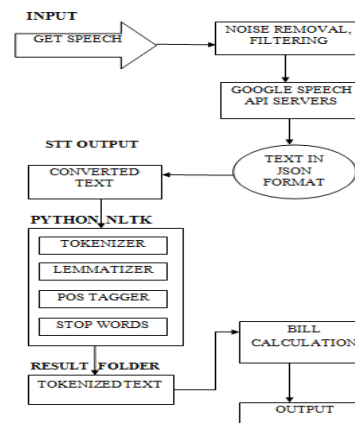 INPUT
GET SPEECH
NOISE REMOVAL,
FILTERING
GOOGLE SPEECH
API SERVERS
TEXT IN
JSON
FORMAT
STT OUTPUT
CONVERTED
TEXT
PYTHON NLTK
TOKENIZER
LEMMATIZER
POS TAGGER
STOP WORDS
RESULT FOLDER
TOKENIZED TEXT
BILL
CALCULATION
OUTPUT